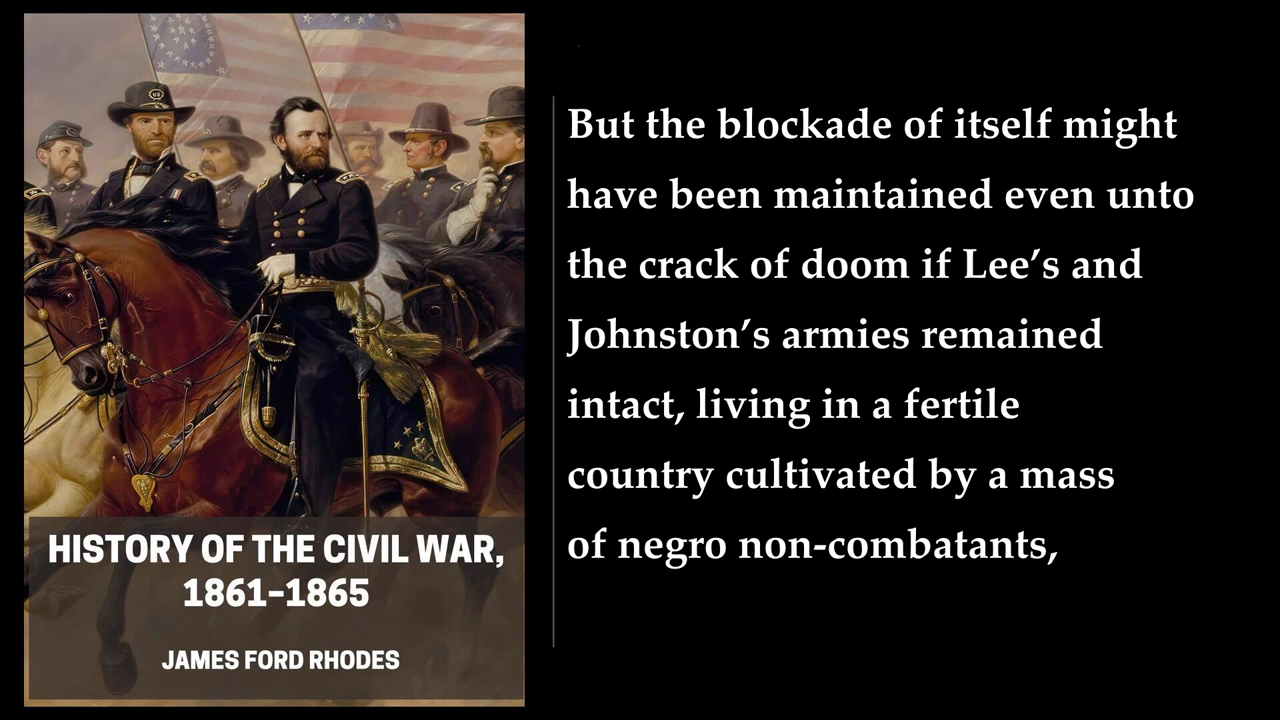 HISTORY OF THE CIVIL WAR,
1861–1865
JAMES FORD RHODES
But the blockade of itself might
have been maintained even unto
the crack of doom if Lee’s and
Johnston’s armies remained
intact, living in a fertile
country cultivated by a mass
of negro non-combatants,